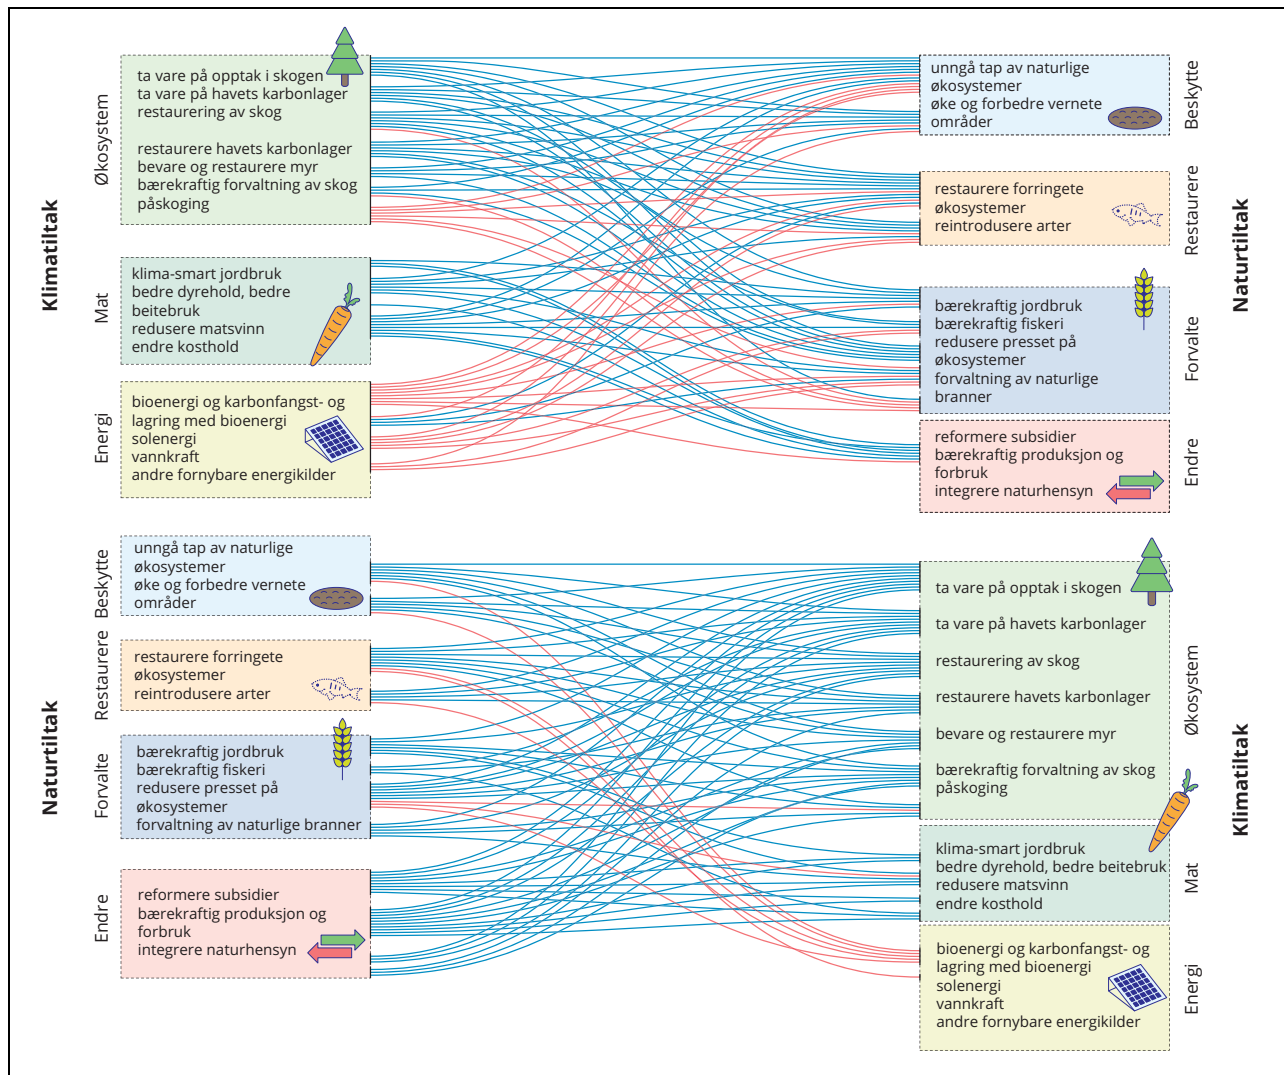 Klimatiltak
Økosystem
ta vare på opptak i skogen
ta vare på havets karbonlager
restaurering av skog
restaurere havets karbonlager
bevare og restaurere myr
bærekraftig forvaltning av skog
påskoging
Mat
klima-smart jordbruk
bedre dyrehold, bedre
beitebruk
redusere matsvinn
endre kosthold
Energi
bioenergi og karbonfangst- og
lagring med bioenergi
solenergi
vannkraft
andre fornybare energikilder
unngå tap av naturlige
økosystemer
øke og forbedre vernete
områder
Beskytte
restaurere forringete
økosystemer
reintrodusere arter
Restaurere
bærekraftig jordbruk
bærekraftig fiskeri
redusere presset på
økosystemer
forvaltning av naturlige
branner
Forvalte
reformere subsidier
bærekraftig produksjon og
forbruk
integrere naturhensyn
Endre
Naturtiltak
Naturtiltak
Beskytte
unngå tap av naturlige
økosystemer
øke og forbedre vernete
områder
Restaurere
restaurere forringete
økosystemer
reintrodusere arter
Forvalte
bærekraftig jordbruk
bærekraftig fiskeri
redusere presset på
økosystemer
forvaltning av naturlige branner
Endre
reformere subsidier
bærekraftig produksjon og
forbruk
integrere naturhensyn
ta vare på opptak i skogen
ta vare på havets karbonlager
restaurering av skog
restaurere havets karbonlager
bevare og restaurere myr
bærekraftig forvaltning av skog
påskoging
Økosystem
klima-smart jordbruk
bedre dyrehold, bedre beitebruk
redusere matsvinn
endre kosthold
Mat
bioenergi og karbonfangst- og
lagring med bioenergi
solenergi
vannkraft
andre fornybare energikilder
Energi
Klimatiltak